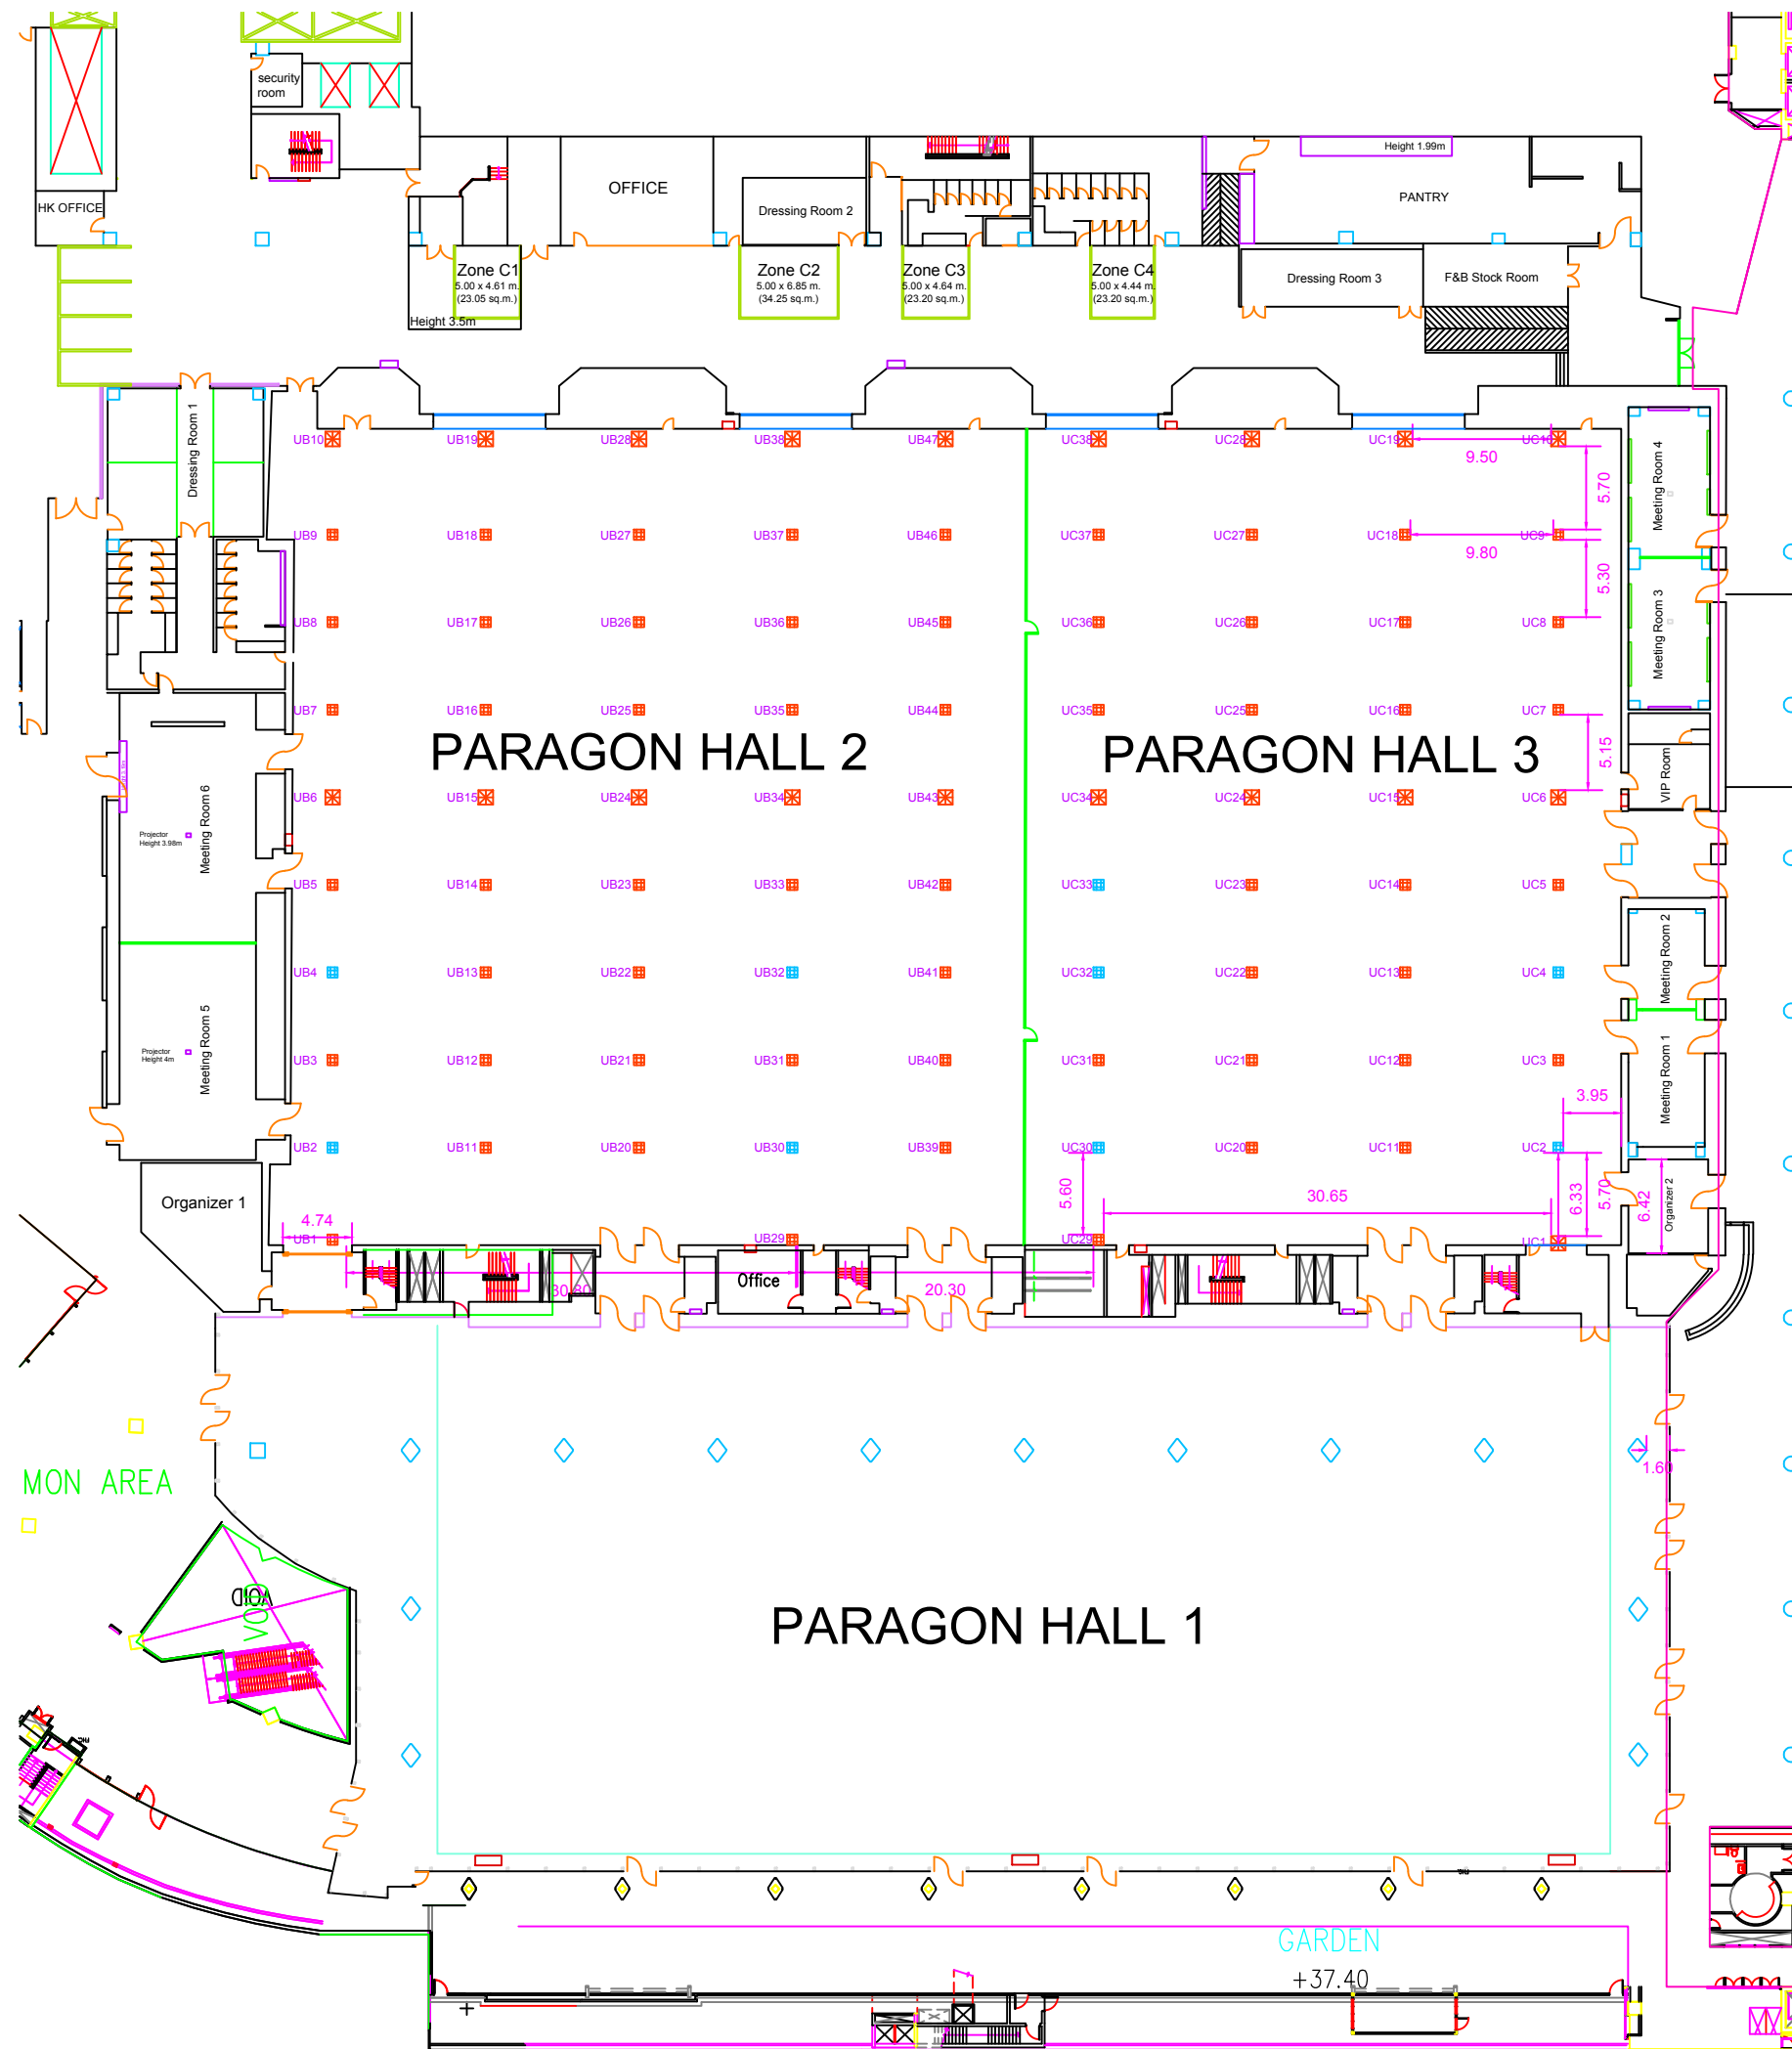 security
room
Height 1.99m
OFFICE
HK OFFICE
Dressing Room 2
PANTRY
Zone C1
5.00 x 4.61 m.
(23.05 sq.m.)
Zone C2
5.00 x 6.85 m.
(34.25 sq.m.)
Zone C3
5.00 x 4.64 m.
(23.20 sq.m.)
Zone C4
5.00 x 4.44 m.
(23.20 sq.m.)
Dressing Room 3
F&B Stock Room
Height 3.5m
Dressing Room 1
UB10
UB19
UB28
UB38
UB47
UC38
UC28
UC19
UC10
9.50
5.70
Meeting Room 4
UB9
UB18
UB27
UB37
UB46
UC37
UC27
UC18
UC9
9.80
5.30
UB8
UB17
UB26
UB36
UB45
UC36
UC26
UC17
UC8
Meeting Room 3
UB7
UB16
UB25
UB35
UB44
UC35
UC25
UC16
UC7
PARAGON HALL 2
PARAGON HALL 3
5.15
VIP Room
UB6
UB15
UB24
UB34
UB43
UC34
UC24
UC15
UC6
Projector
Height 3.98m
Meeting Room 6
UB5
UB14
UB23
UB33
UB42
UC33
UC23
UC14
UC5
Meeting Room 2
UB4
UB13
UB22
UB32
UB41
UC32
UC22
UC13
UC4
Projector
Height 4m
Meeting Room 5
UB3
UB12
UB21
UB31
UB40
UC31
UC21
UC12
UC3
Meeting Room 1
3.95
UB2
UB11
UB20
UB30
UB39
UC30
UC20
UC11
UC2
Organizer 1
5.60
30.65
6.33
5.70
6.42
Organizer 2
4.74
UB1
UB29
UC29
UC1
Office
30.80
20.30
MON AREA
1.60
VOID
VOID
PARAGON HALL 1
GARDEN
+37.40